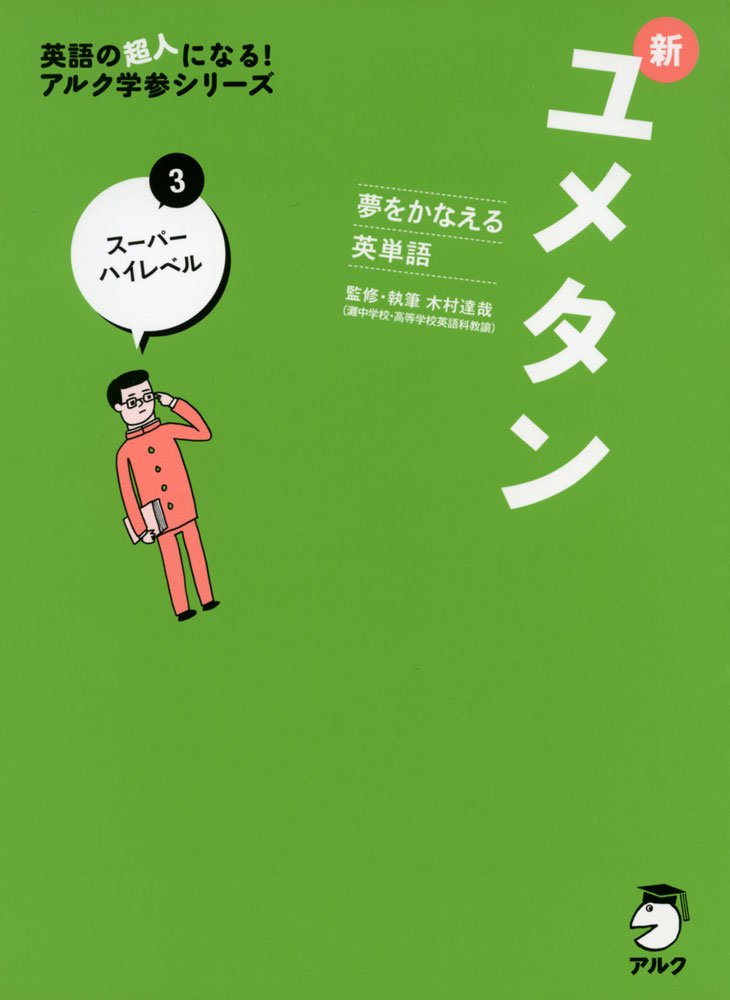 英語の超人になる!
アルク学参シリーズ
新
ユメタン
3
スーパー
ハイレベル
夢をかなえる
英単語
監修・執筆 木村達哉
(灘中学校・高等学校英語科教諭)
アルク